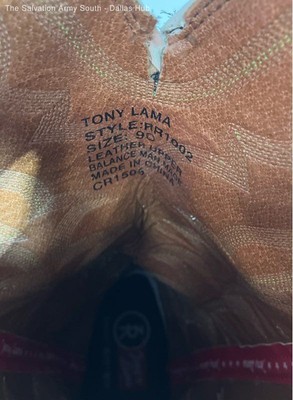 The Salvation Army South - Dallas Hub
TONY LAMA
STYLE:RR1002
SIZE: 9C
LEATHER UPPER
BALANCE MAN MADE
MADE IN CHINA
CR1506